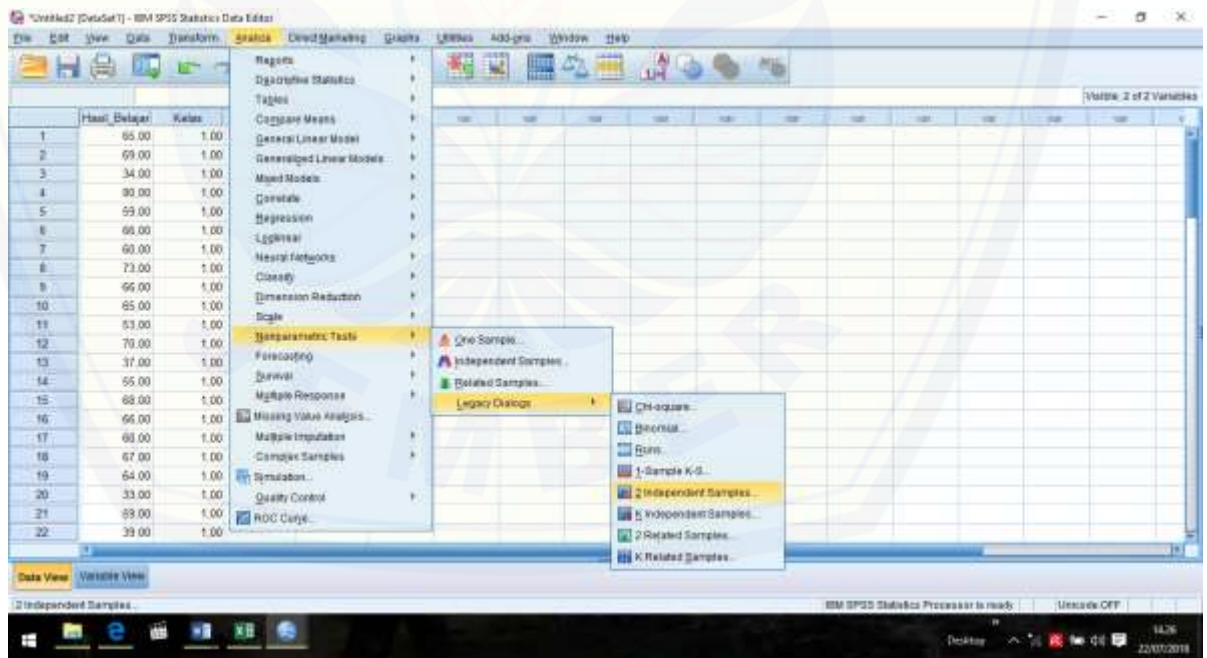 *Untitled2 [DataSet1] - IBM SPSS Statistics Data Editor
File Edit View Data Transform Analyze Direct Marketing Graphs Utilities Add-ons Window Help
Visible: 2 of 2 Variables
Hasil_Belajar Kelas var var var var var var var var var var var
1 65.00 1.00
2 69.00 1.00
3 34.00 1.00
4 80.00 1.00
5 59.00 1.00
6 66.00 1.00
7 60.00 1.00
8 73.00 1.00
9 66.00 1.00
10 65.00 1.00
11 53.00 1.00
12 70.00 1.00
13 37.00 1.00
14 55.00 1.00
15 68.00 1.00
16 66.00 1.00
17 60.00 1.00
18 67.00 1.00
19 64.00 1.00
20 33.00 1.00
21 69.00 1.00
22 39.00 1.00
Reports
Descriptive Statistics
Tables
Compare Means
General Linear Model
Generalized Linear Models
Mixed Models
Correlate
Regression
Loglinear
Neural Networks
Classify
Dimension Reduction
Scale
Nonparametric Tests
Forecasting
Survival
Multiple Response
Missing Value Analysis...
Multiple Imputation
Complex Samples
Simulation...
Quality Control
ROC Curve...
One Sample...
Independent Samples...
Related Samples...
Legacy Dialogs
Chi-square...
Binomial...
Runs...
1-Sample K-S...
2 Independent Samples...
K Independent Samples...
2 Related Samples...
K Related Samples...
Data View Variable View
2 Independent Samples...
IBM SPSS Statistics Processor is ready Unicode:OFF
Desktop
14.26
22/07/2018